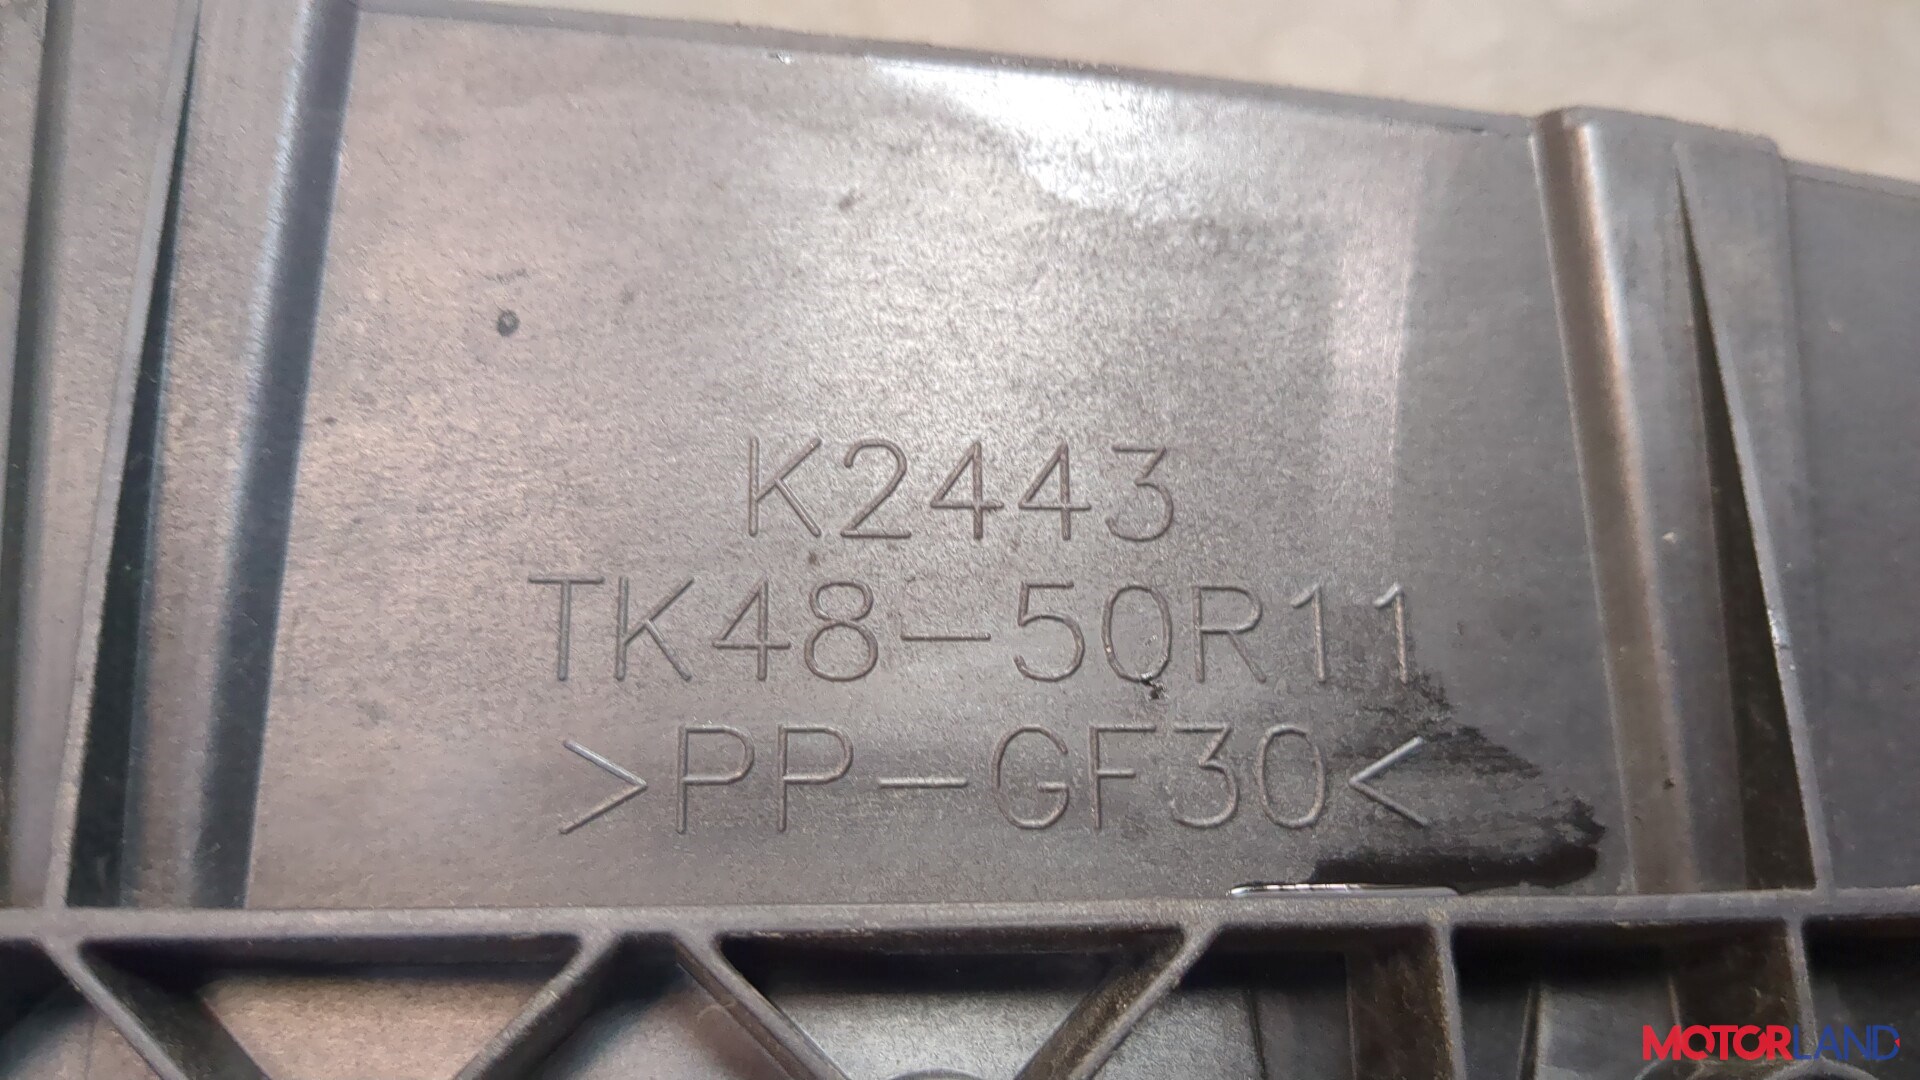 K2443
TK48-50R11
>PP-GF30<
MOTORLAND